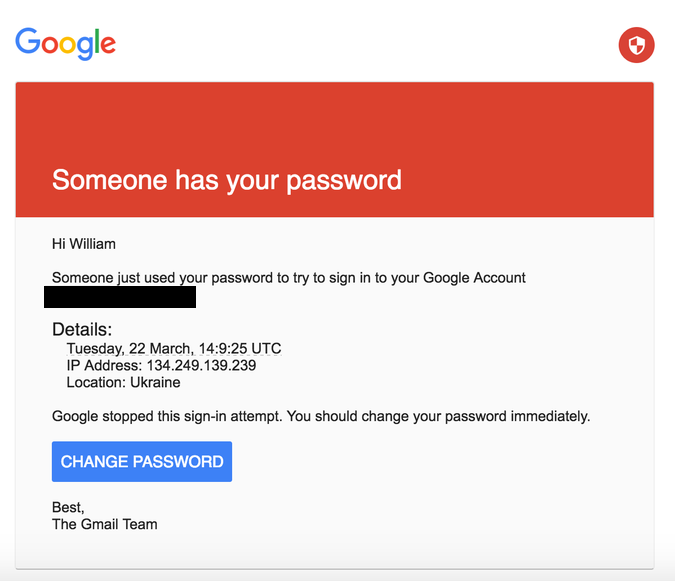 Google
Someone has your password
Hi William
Someone just used your password to try to sign in to your Google Account
Details:
Tuesday, 22 March, 14:9:25 UTC
IP Address: 134.249.139.239
Location: Ukraine
Google stopped this sign-in attempt. You should change your password immediately.
CHANGE PASSWORD
Best,
The Gmail Team